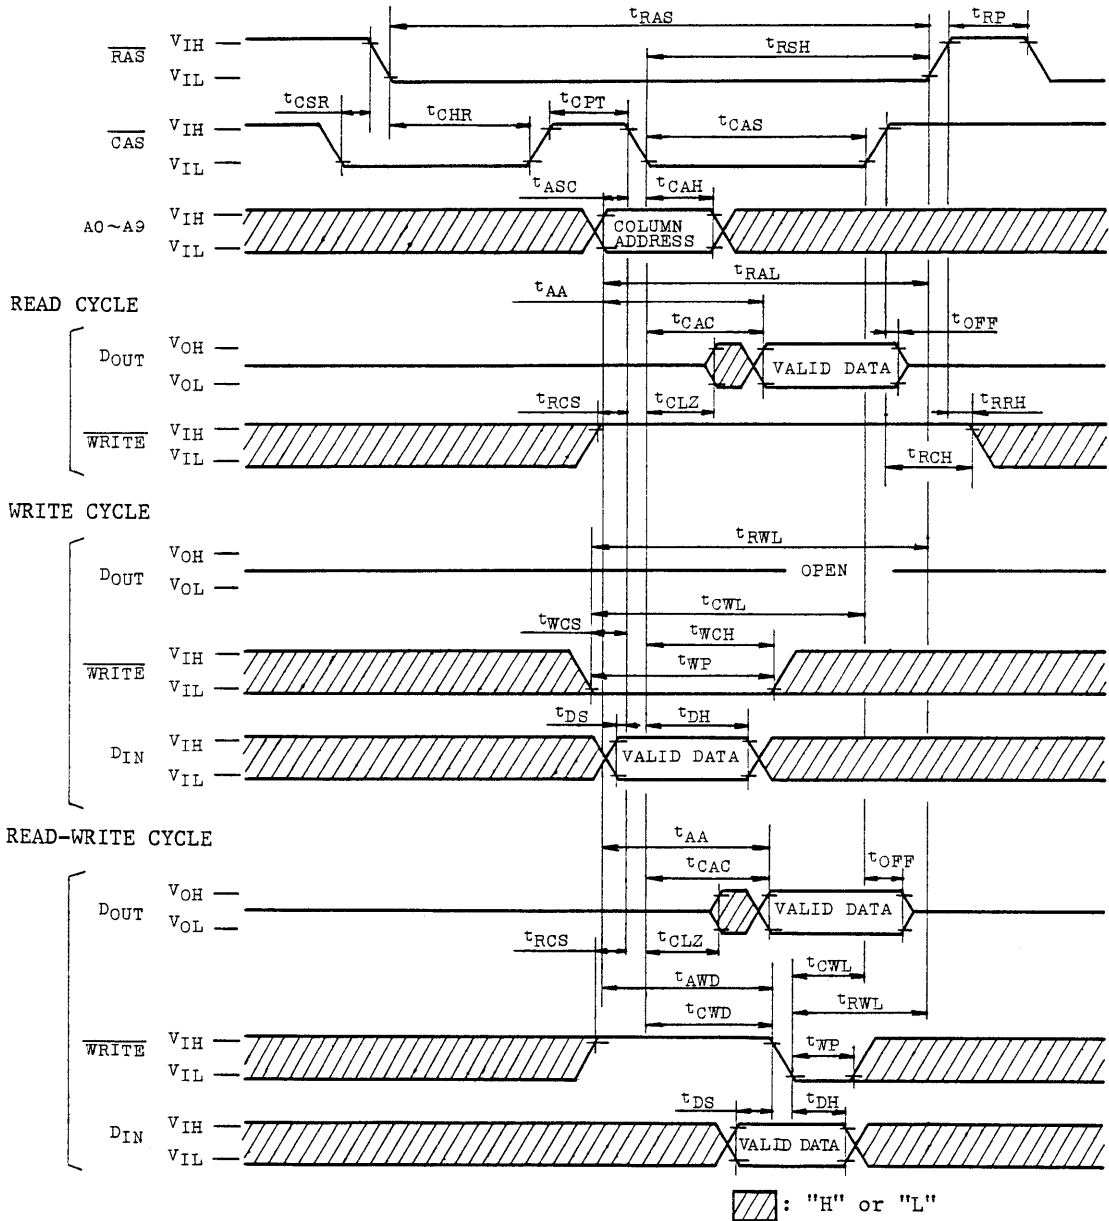 tRAS
tRP
RAS
VIH
VIL
tRSH
tCSR
tCHR
tCPT
tCAS
CAS
VIH
VIL
tASC
tCAH
A0~A9
VIH
VIL
COLUMN
ADDRESS
tRAL
tAA
READ CYCLE
tCAC
tOFF
DOUT
VOH
VOL
VALID DATA
tRCS
tCLZ
tRRH
WRITE
VIH
VIL
tRCH
WRITE CYCLE
tRWL
DOUT
VOH
VOL
OPEN
tCWL
tWCS
tWCH
WRITE
VIH
VIL
tWP
tDS
tDH
DIN
VIH
VIL
VALID DATA
READ-WRITE CYCLE
tAA
tCAC
tOFF
DOUT
VOH
VOL
VALID DATA
tRCS
tCLZ
tCWL
tAWD
tRWL
tCWD
WRITE
VIH
VIL
tWP
tDS
tDH
DIN
VIH
VIL
VALID DATA
: "H" or "L"